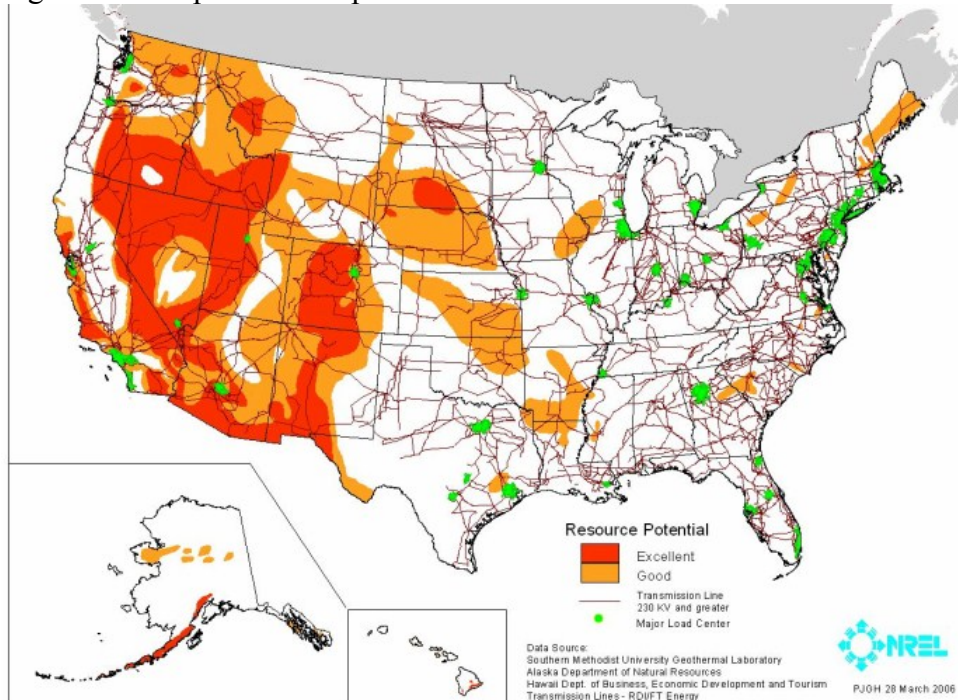 Resource Potential
Excellent
Good
Transmission Line
230 KV and greater
Major Load Center
Data Source:
Southern Methodist University Geothermal Laboratory
Alaska Department of Natural Resources
Hawaii Dept. of Business, Economic Development and Tourism
Transmission Lines - RDI/FT Energy
NREL
PJGH 28 March 2006